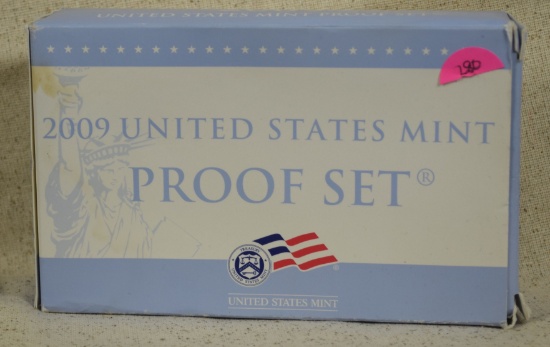 UNITED STATES MINT PROOF SET
2009 UNITED STATES MINT
PROOF SET®
UNITED STATES MINT